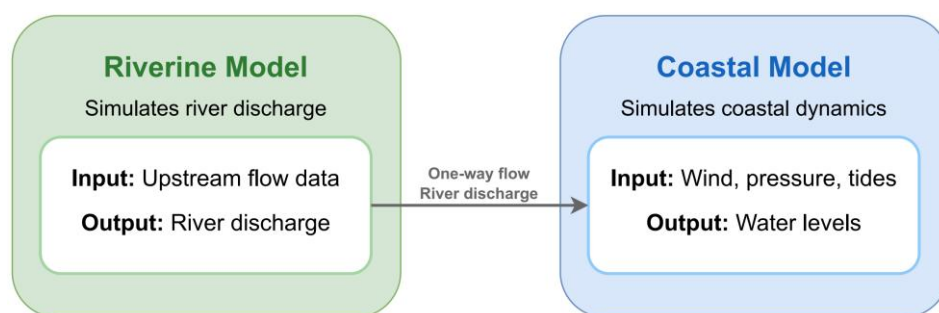 Riverine Model
Simulates river discharge
Input: Upstream flow data
Output: River discharge
One-way flow
River discharge
Coastal Model
Simulates coastal dynamics
Input: Wind, pressure, tides
Output: Water levels